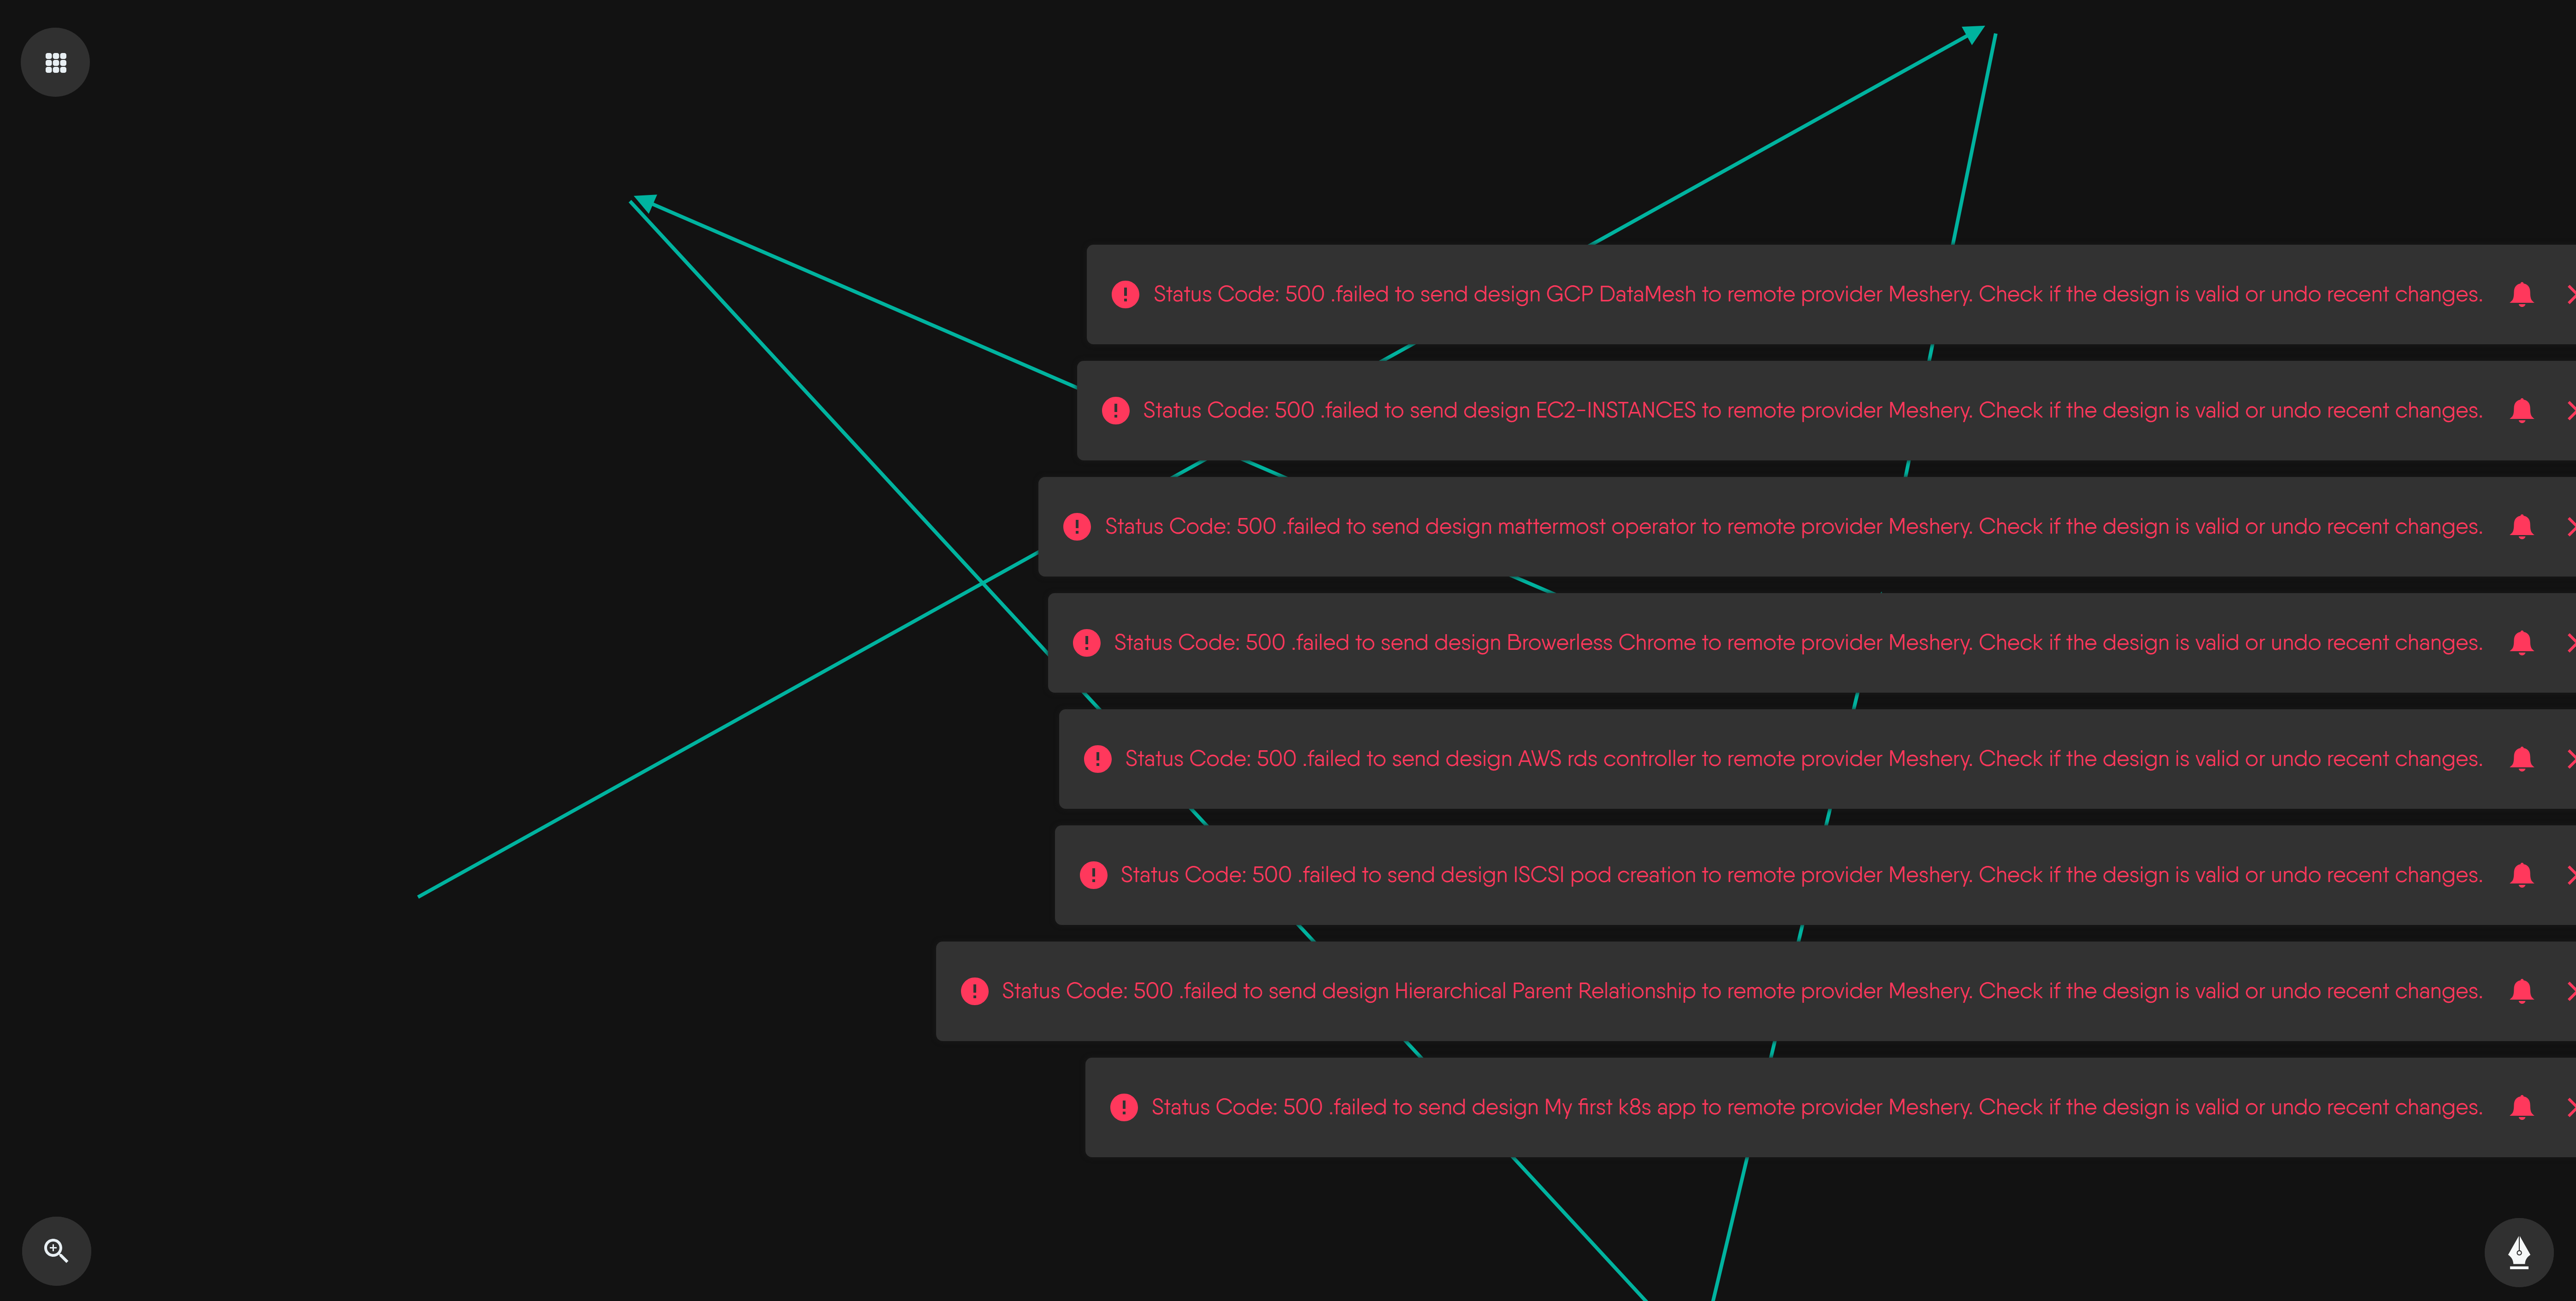 Status Code: 500 .failed to send design GCP DataMesh to remote provider Meshery. Check if the design is valid or undo recent changes.
Status Code: 500 .failed to send design EC2-INSTANCES to remote provider Meshery. Check if the design is valid or undo recent changes.
Status Code: 500 .failed to send design mattermost operator to remote provider Meshery. Check if the design is valid or undo recent changes.
Status Code: 500 .failed to send design Browerless Chrome to remote provider Meshery. Check if the design is valid or undo recent changes.
Status Code: 500 .failed to send design AWS rds controller to remote provider Meshery. Check if the design is valid or undo recent changes.
Status Code: 500 .failed to send design ISCSI pod creation to remote provider Meshery. Check if the design is valid or undo recent changes.
Status Code: 500 .failed to send design Hierarchical Parent Relationship to remote provider Meshery. Check if the design is valid or undo recent changes.
Status Code: 500 .failed to send design My first k8s app to remote provider Meshery. Check if the design is valid or undo recent changes.